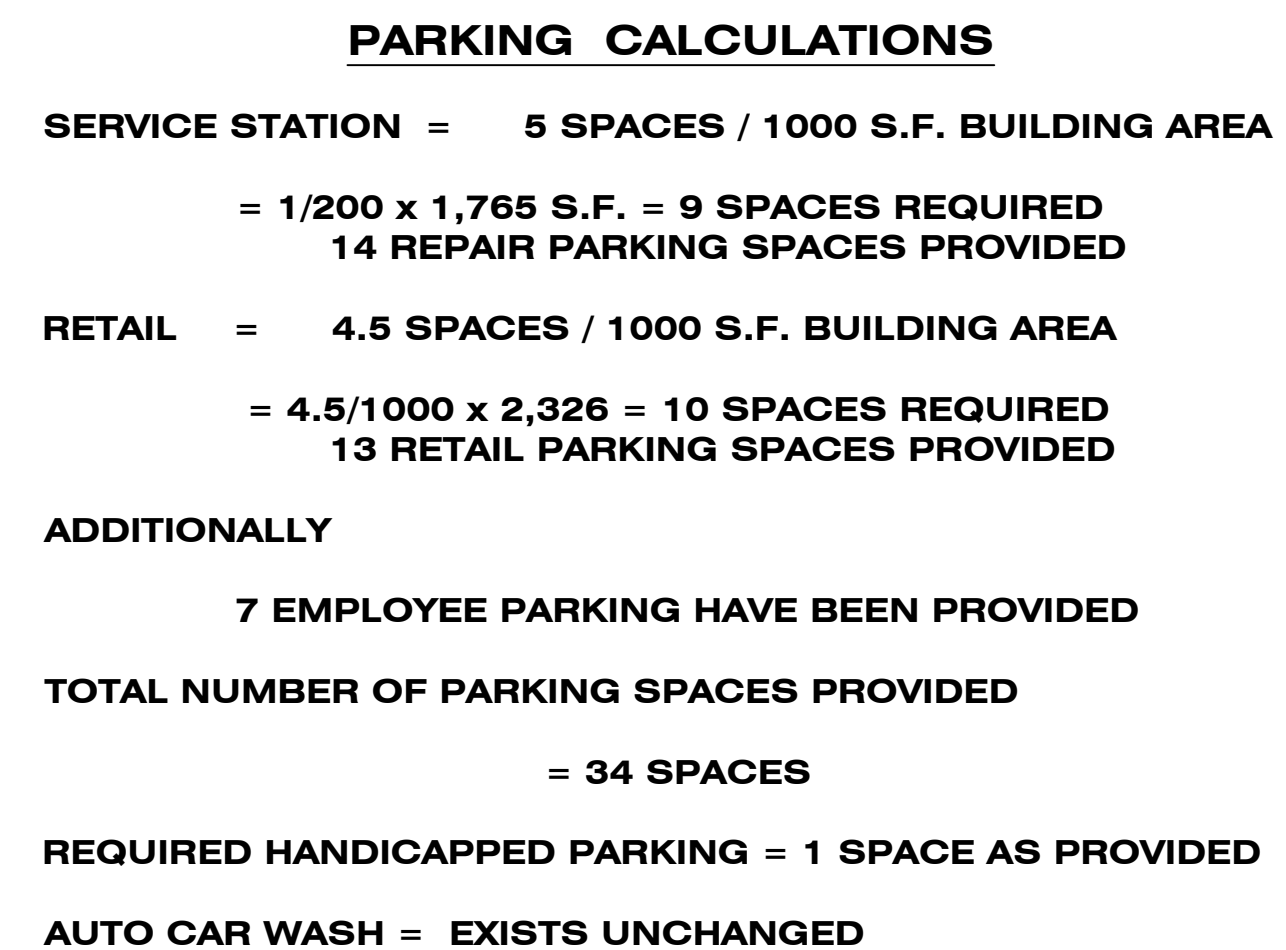 PARKING CALCULATIONS
SERVICE STATION = 5 SPACES / 1000 S.F. BUILDING AREA
= 1/200 x 1,765 S.F. = 9 SPACES REQUIRED
14 REPAIR PARKING SPACES PROVIDED
RETAIL = 4.5 SPACES / 1000 S.F. BUILDING AREA
= 4.5/1000 x 2,326 = 10 SPACES REQUIRED
13 RETAIL PARKING SPACES PROVIDED
ADDITIONALLY
7 EMPLOYEE PARKING HAVE BEEN PROVIDED
TOTAL NUMBER OF PARKING SPACES PROVIDED
= 34 SPACES
REQUIRED HANDICAPPED PARKING = 1 SPACE AS PROVIDED
AUTO CAR WASH = EXISTS UNCHANGED